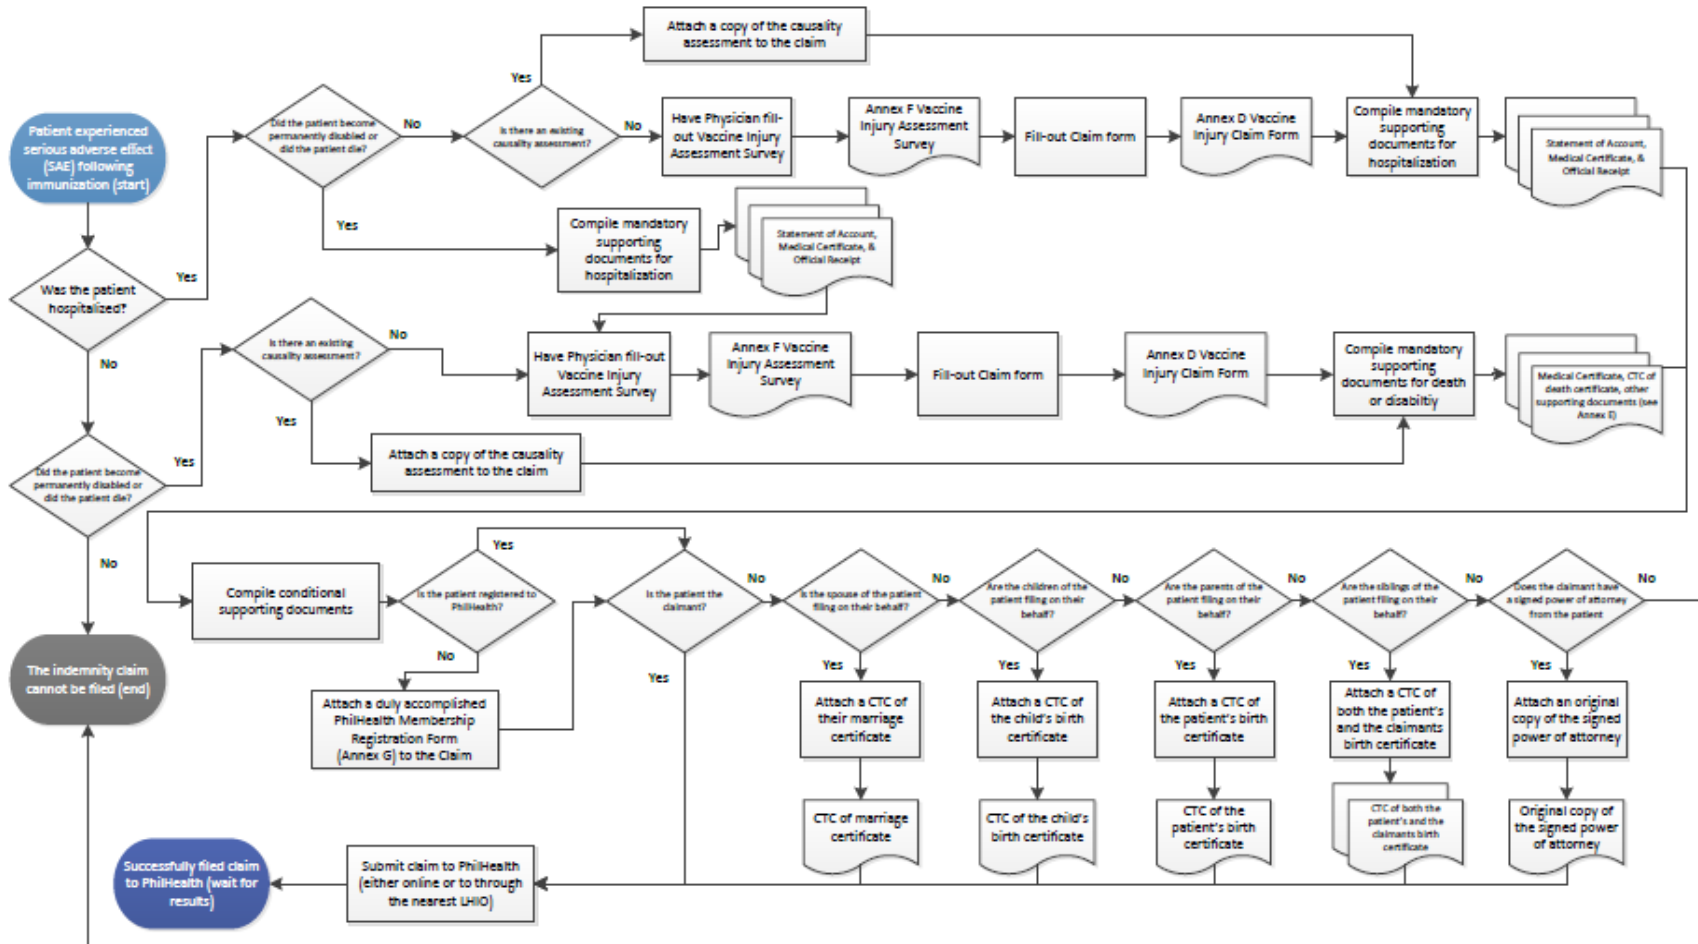 Attach a copy of the causality
assessment to the claim
Yes
Patient experienced
serious adverse effect
(SAE) following
immunization (start)
Did the patient become
permanently disabled or
did the patient die?
No
Is there an existing
causality assessment?
No
Have Physician fill-
out Vaccine Injury
Assessment Survey
Annex F Vaccine
Injury Assessment
Survey
Fill-out Claim form
Annex D Vaccine
Injury Claim Form
Compile mandatory
supporting
documents for
hospitalization
Statement of Account,
Medical Certificate, &
Official Receipt
Yes
Compile mandatory
supporting
documents for
hospitalization
Statement of Account,
Medical Certificate, &
Official Receipt
Was the patient
hospitalized?
Yes
No
Is there an existing
causality assessment?
No
Have Physician fill-out
Vaccine Injury
Assessment Survey
Annex F Vaccine
Injury Assessment
Survey
Fill-out Claim form
Annex D Vaccine
Injury Claim Form
Compile mandatory
supporting
documents for death
or disabiltiy
Medical Certificate, CTC of
death certificate, other
supporting documents (see
Annex E)
Yes
Attach a copy of the causality
assessment to the claim
Did the patient become
permanently disabled or
did the patient die?
Yes
No
Compile conditional
supporting documents
Is the patient registered to
PhilHealth?
Yes
No
Attach a duly accomplished
PhilHealth Membership
Registration Form
(Annex G) to the Claim
Is the patient the
claimant?
No
Yes
Is the spouse of the patient
filing on their behalf?
No
Yes
Are the children of the
patient filing on their
behalf?
No
Yes
Are the parents of the
patient filing on their
behalf?
No
Yes
Are the siblings of the
patient filing on their
behalf?
No
Yes
Does the claimant have
a signed power of attorney
from the patient
No
Yes
The indemnity claim
cannot be filed (end)
Attach a CTC of
their marriage
certificate
Attach a CTC of
the child's birth
certificate
Attach a CTC of
the patient's birth
certificate
Attach a CTC of
both the patient's
and the claimants
birth certificate
Attach an original
copy of the signed
power of attorney
CTC of marriage
certificate
CTC of the child's
birth certificate
CTC of the
patient's birth
certificate
CTC of both the
patient's and the
claimants birth
certificate
Original copy of
the signed power
of attorney
Successfully filed claim
to PhilHealth (wait for
results)
Submit claim to PhilHealth
(either online or to through
the nearest LHIO)